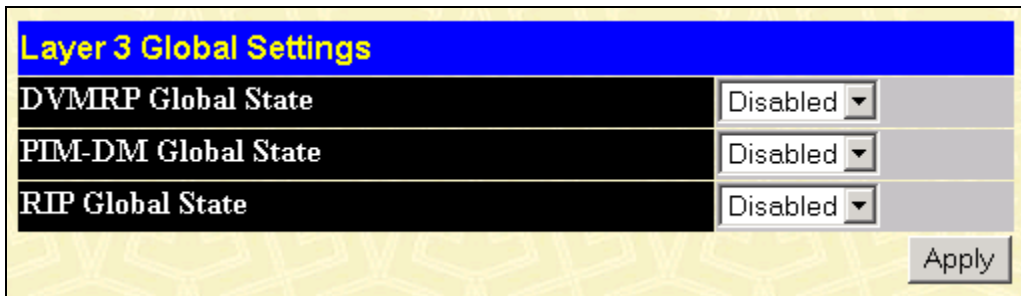 Layer 3 Global Settings
DVMRP Global State Disabled
PIM-DM Global State Disabled
RIP Global State Disabled
Apply